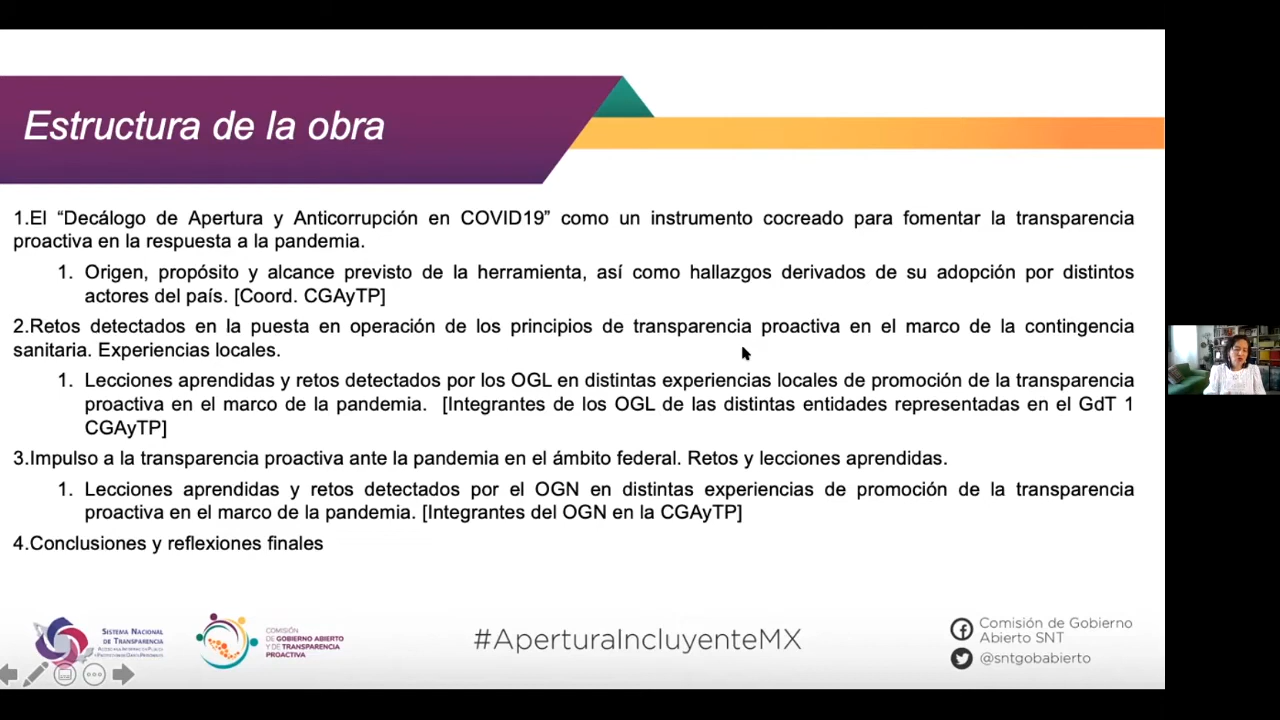 Estructura de la obra
1.El “Decálogo de Apertura y Anticorrupción en COVID19” como un instrumento cocreado para fomentar la transparencia
proactiva en la respuesta a la pandemia.
1. Origen, propósito y alcance previsto de la herramienta, así como hallazgos derivados de su adopción por distintos
actores del país. [Coord. CGAyTP]
2.Retos detectados en la puesta en operación de los principios de transparencia proactiva en el marco de la contingencia
sanitaria. Experiencias locales.
1. Lecciones aprendidas y retos detectados por los OGL en distintas experiencias locales de promoción de la transparencia
proactiva en el marco de la pandemia. [Integrantes de los OGL de las distintas entidades representadas en el GdT 1
CGAyTP]
3.Impulso a la transparencia proactiva ante la pandemia en el ámbito federal. Retos y lecciones aprendidas.
1. Lecciones aprendidas y retos detectados por el OGN en distintas experiencias de promoción de la transparencia
proactiva en el marco de la pandemia. [Integrantes del OGN en la CGAyTP]
4.Conclusiones y reflexiones finales
SISTEMA NACIONAL
DE TRANSPARENCIA
COMISIÓN
DE GOBIERNO ABIERTO
Y DE TRANSPARENCIA
PROACTIVA
#AperturaIncluyenteMX
Comisión de Gobierno
Abierto SNT
@sntgobabierto